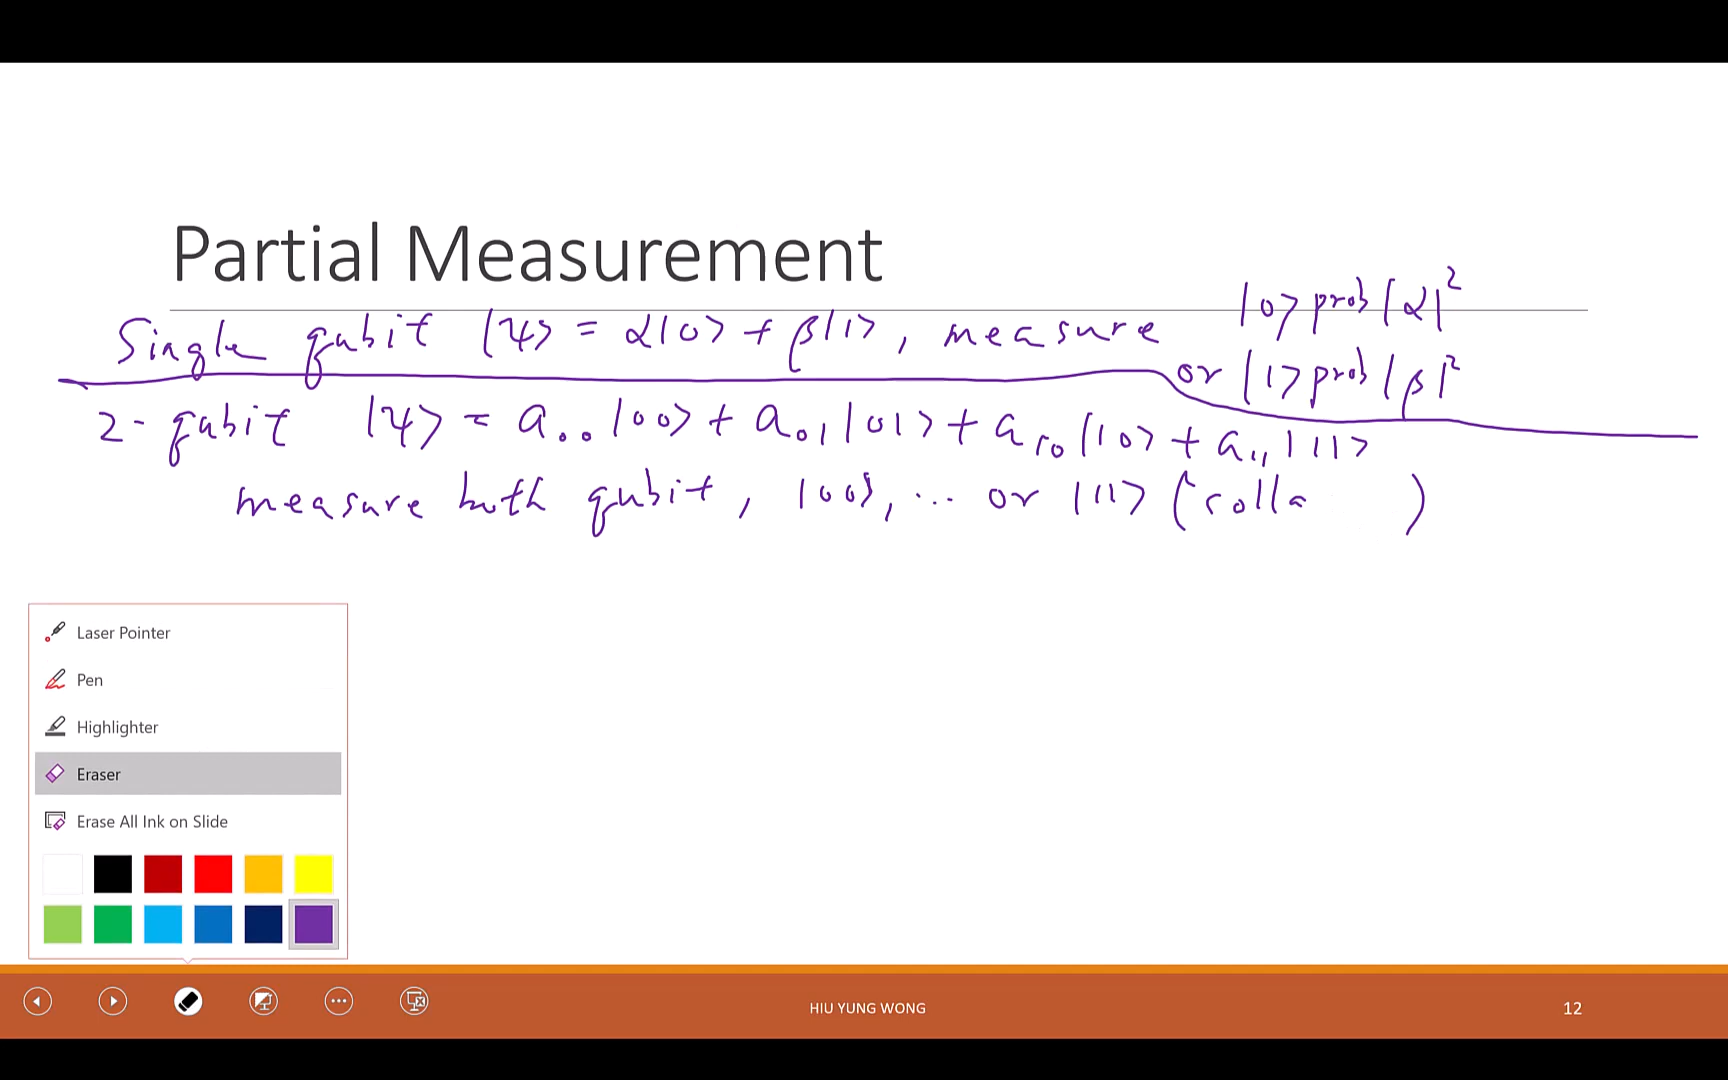 Partial Measurement
|0> prob |α|²
Single qubit |ψ> = α|0> + β|1>, measure
or |1> prob |β|²
2-qubit |ψ> = a₀₀|00> + a₀₁|01> + a₁₀|10> + a₁₁|11>
measure both qubit, |00>, ... or |11> (colla )
Laser Pointer
Pen
Highlighter
Eraser
Erase All Ink on Slide
HIU YUNG WONG
12